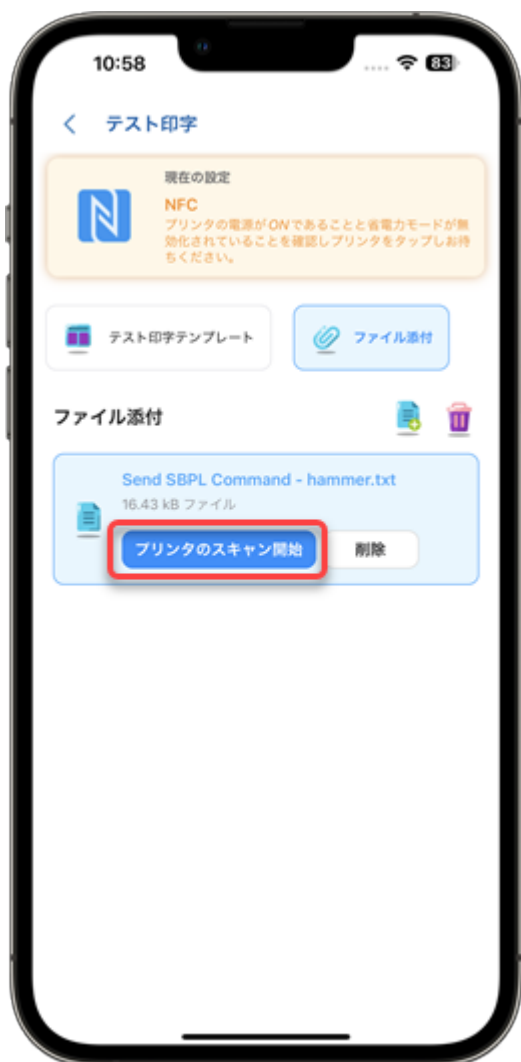 10:58
83
テスト印字
現在の設定
NFC
プリンタの電源がONであることと省電力モードが無
効化されていることを確認しプリンタをタップしお待
ちください。
テスト印字テンプレート
ファイル添付
ファイル添付
Send SBPL Command - hammer.txt
16.43 kB ファイル
プリンタのスキャン開始
削除